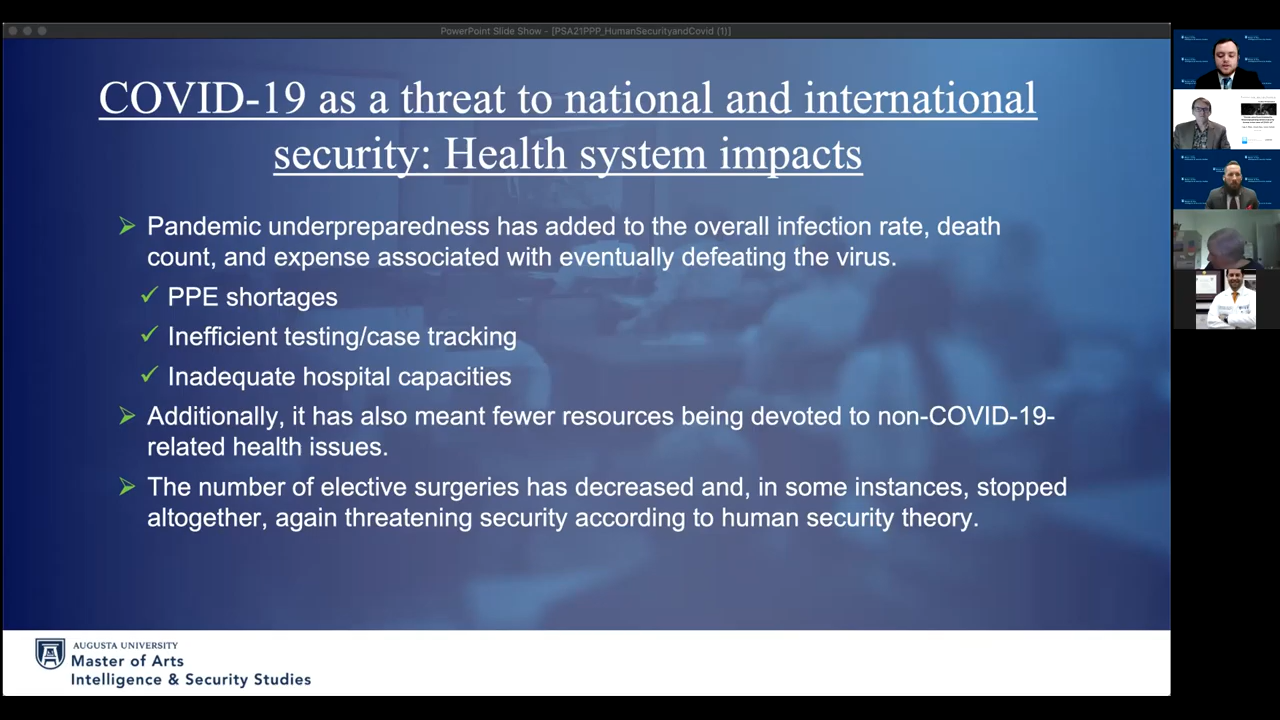 PowerPoint Slide Show - [PSA21PPP_HumanSecurityandCovid (1)]
COVID-19 as a threat to national and international
security: Health system impacts
Pandemic underpreparedness has added to the overall infection rate, death
count, and expense associated with eventually defeating the virus.
PPE shortages
Inefficient testing/case tracking
Inadequate hospital capacities
Additionally, it has also meant fewer resources being devoted to non-COVID-19-
related health issues.
The number of elective surgeries has decreased and, in some instances, stopped
altogether, again threatening security according to human security theory.
AUGUSTA UNIVERSITY
Master of Arts
Intelligence & Security Studies